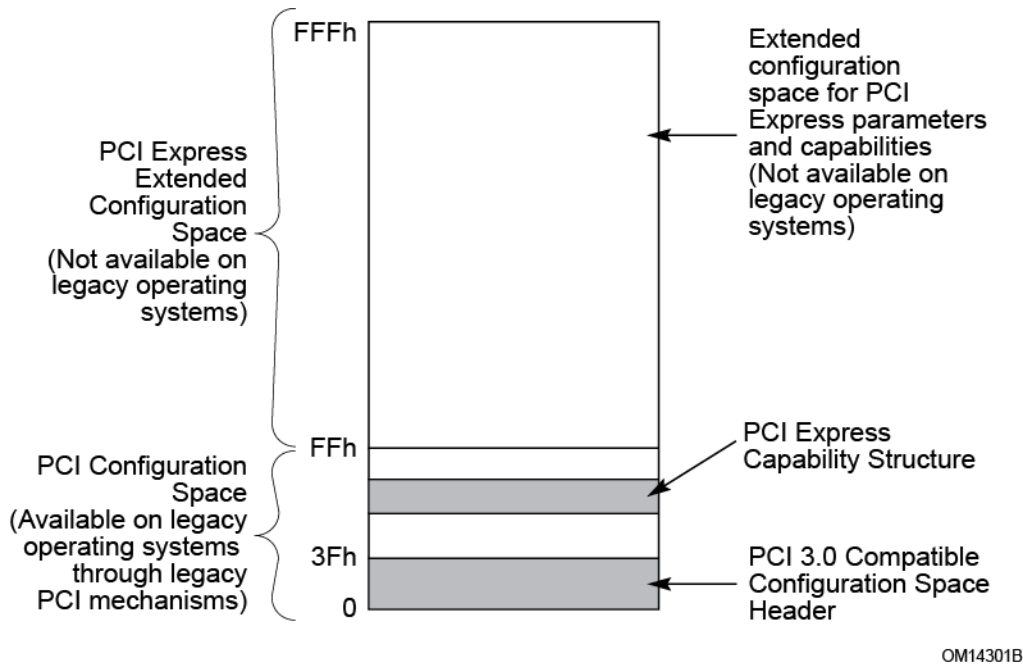 FFFh
PCI Express
Extended
Configuration
Space
(Not available on
legacy operating
systems)
Extended
configuration
space for PCI
Express parameters
and capabilities
(Not available on
legacy operating
systems)
FFh
PCI Configuration
Space
(Available on legacy
operating systems
through legacy
PCI mechanisms)
PCI Express
Capability Structure
3Fh
0
PCI 3.0 Compatible
Configuration Space
Header
OM14301B